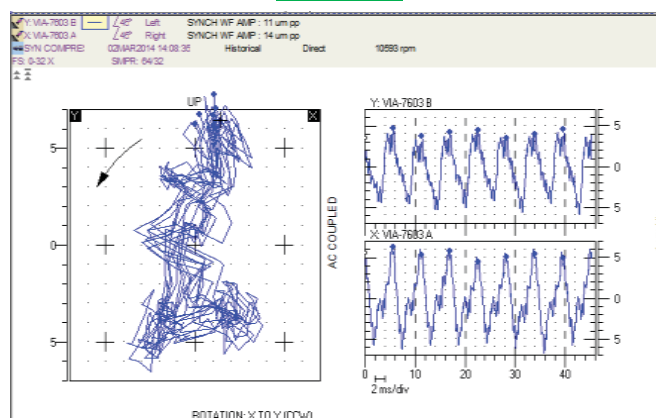 Y: VIA-7603 B ∠45° Left SYNCH WF AMP : 11 um pp
X: VIA-7603 A ∠45° Right SYNCH WF AMP : 14 um pp
SYN COMPRES 02MAR2014 14:08:35 Historical Direct 10593 rpm
FS: 0-32 X SMPR: 64/32
UP
Y X
5
0
5
AC COUPLED
ROTATION: X TO Y (CCW)
Y: VIA-7603 B
5
0
5
X: VIA-7603 A
5
0
5
0 10 20 30 40
2 ms/div